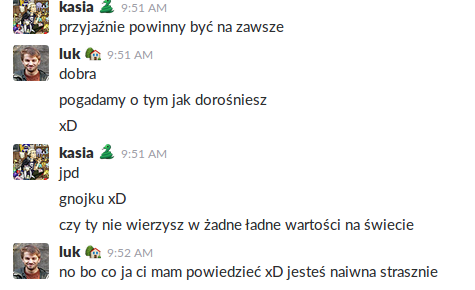 kasia 9:51 AM
przyjaźnie powinny być na zawsze
luk 9:51 AM
dobra
pogadamy o tym jak dorośniesz
xD
kasia 9:51 AM
jpd
gnojku xD
czy ty nie wierzysz w żadne ładne wartości na świecie
luk 9:52 AM
no bo co ja ci mam powiedzieć xD jesteś naiwna strasznie